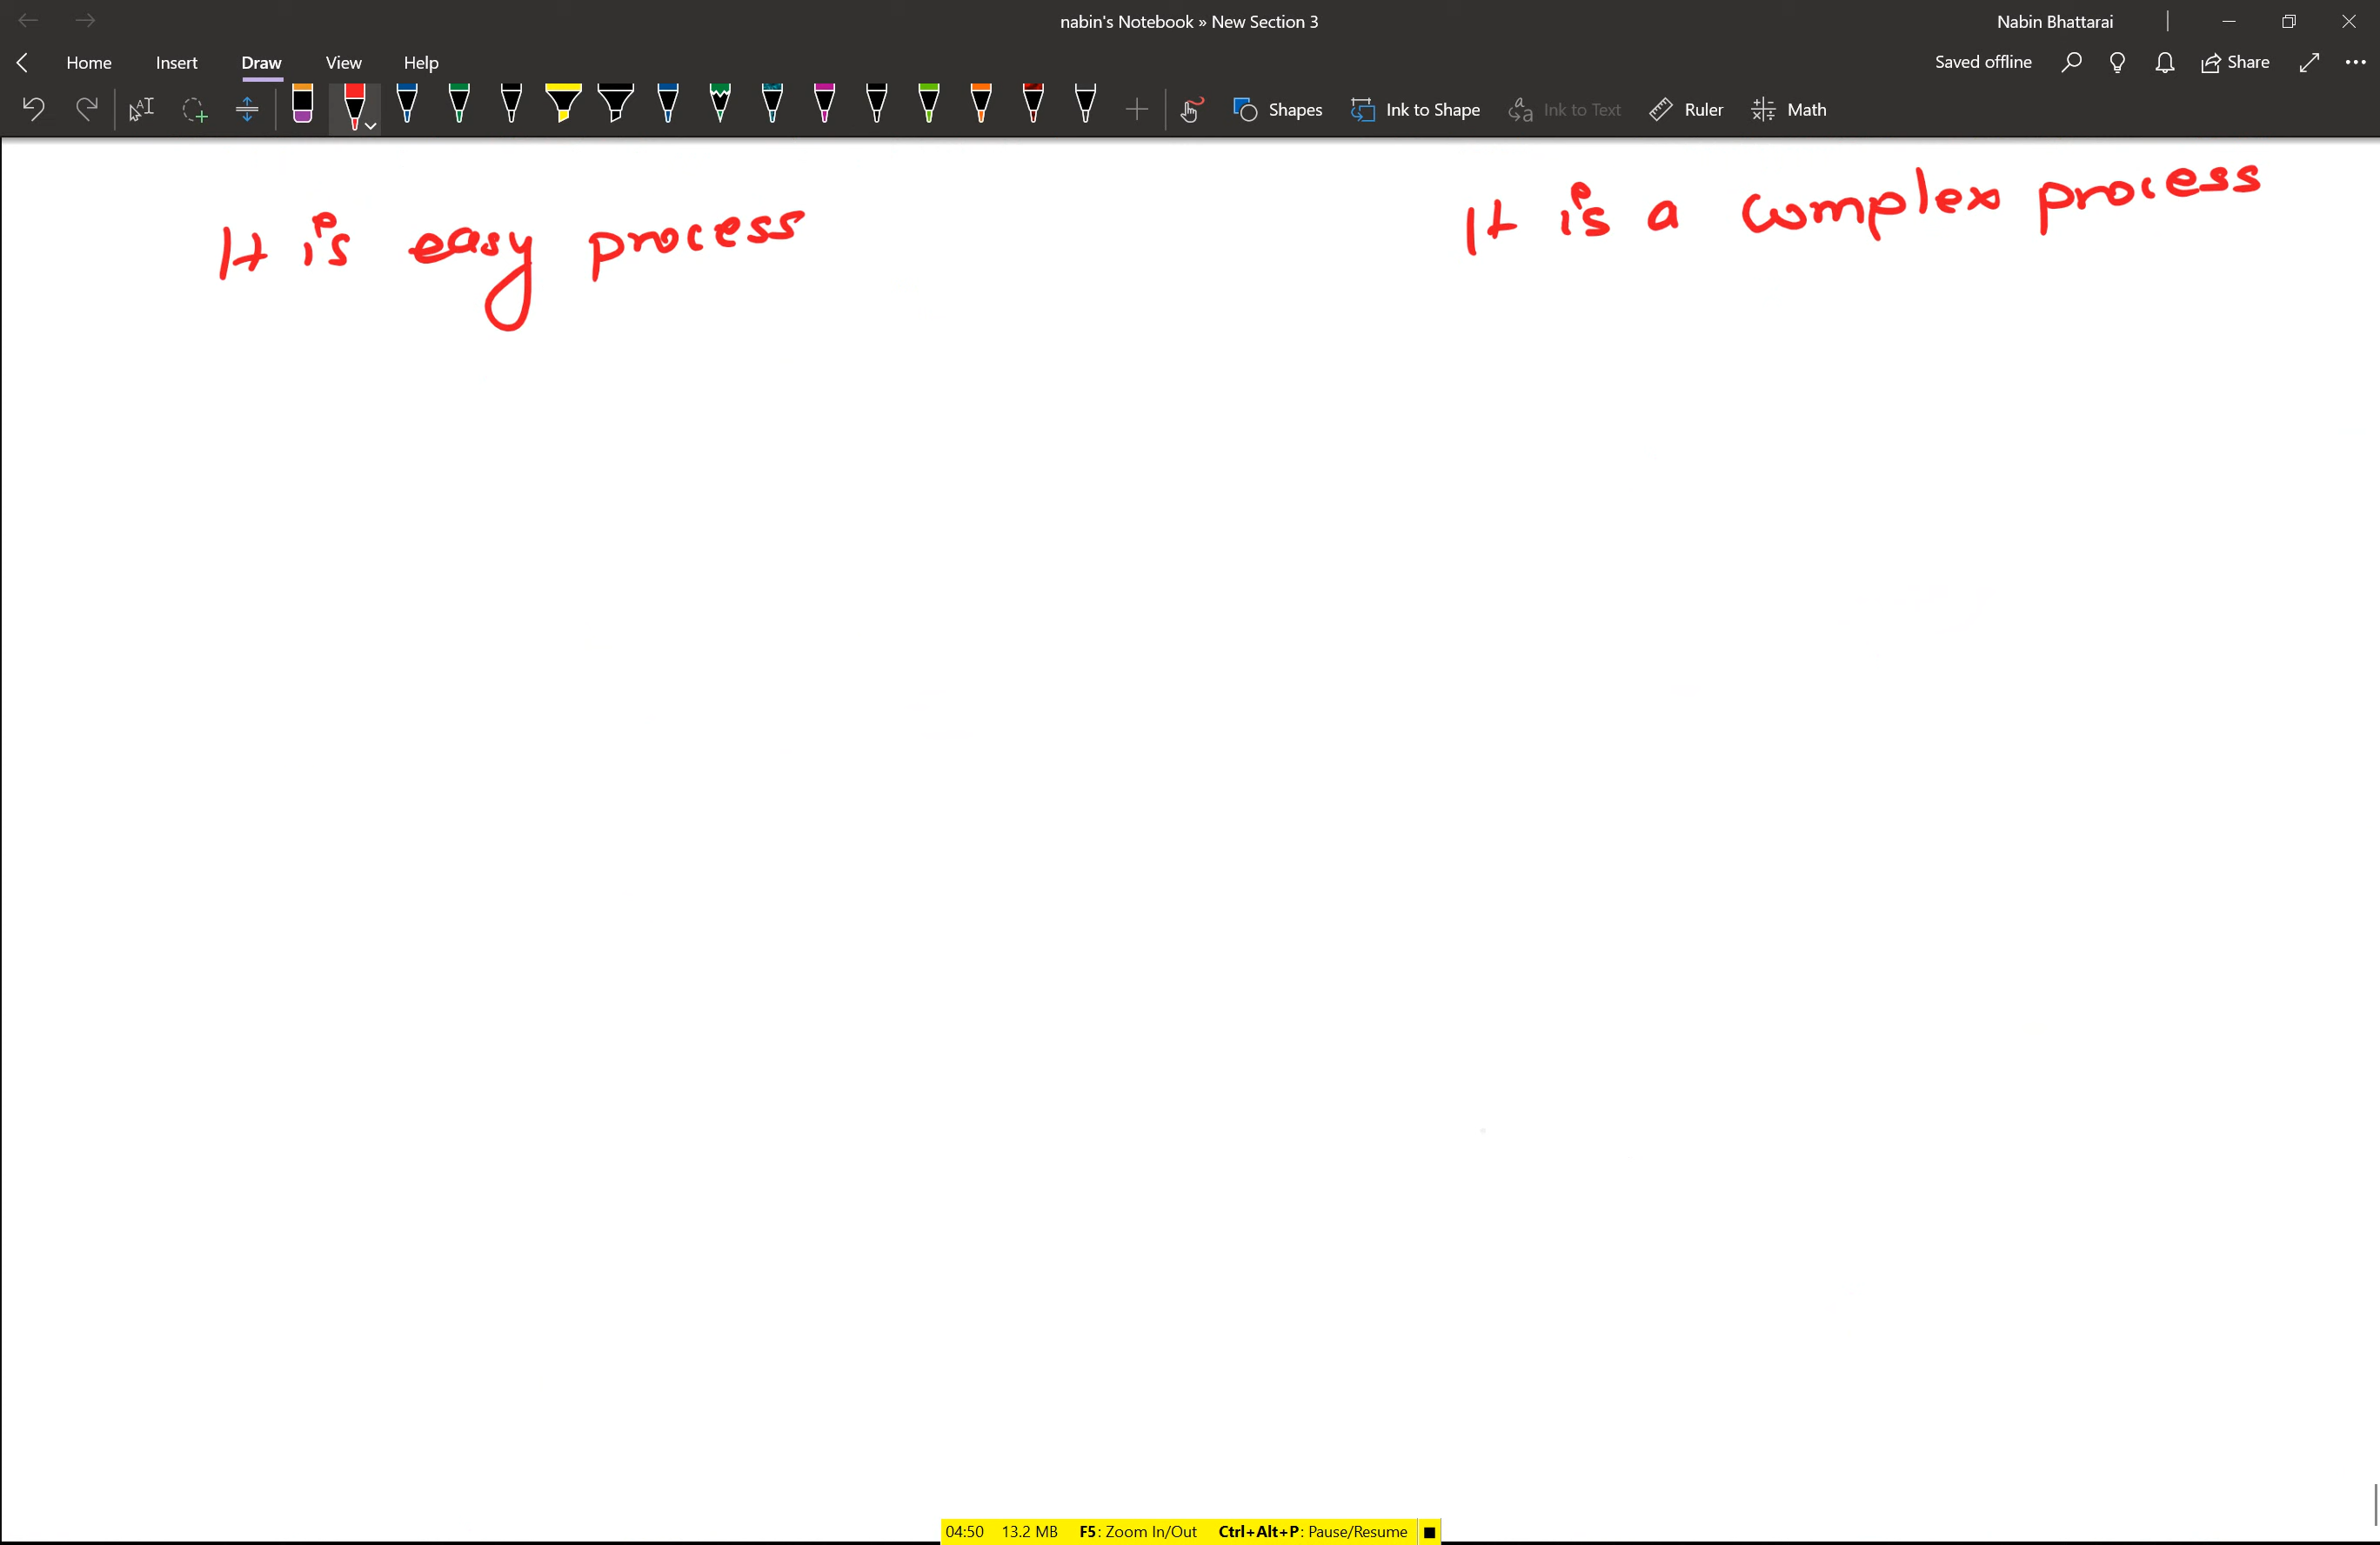 nabin's Notebook » New Section 3
Nabin Bhattarai
Home Insert Draw View Help
Saved offline
Share
Shapes
Ink to Shape
Ink to Text
Ruler
Math
It is easy process
It is a complex process
04:50 13.2 MB F5: Zoom In/Out Ctrl+Alt+P: Pause/Resume